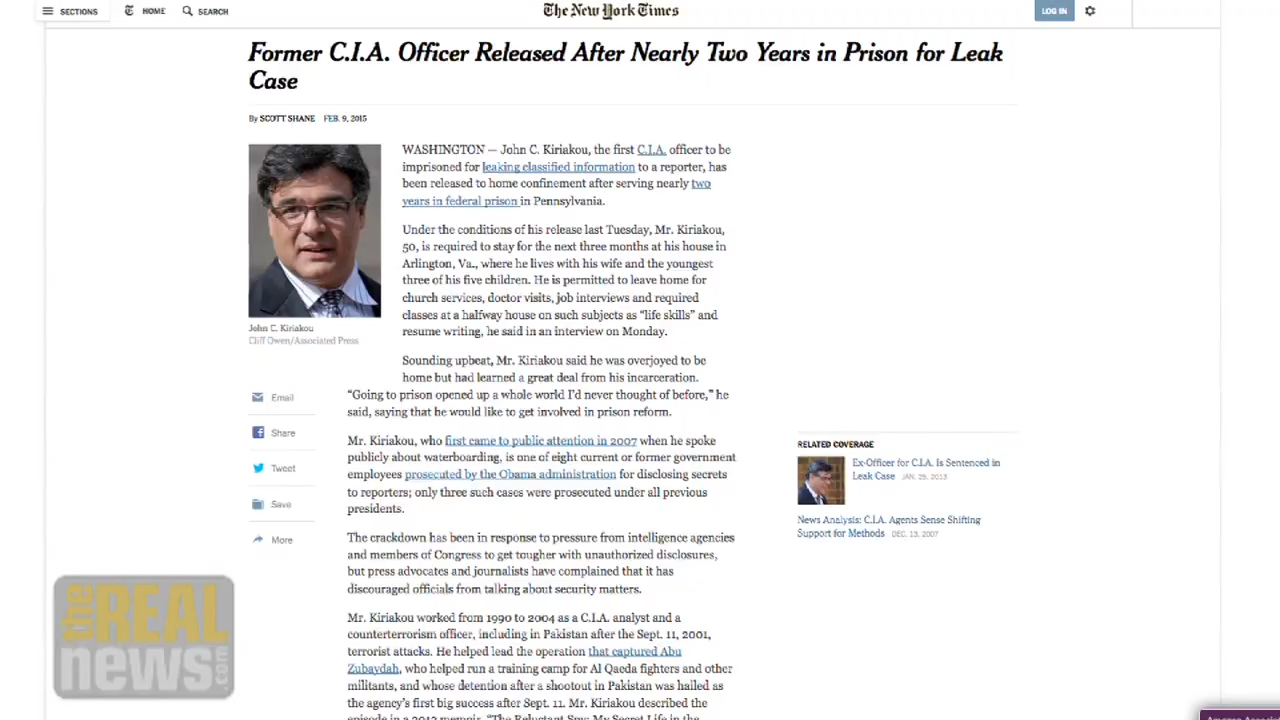 SECTIONS
HOME
SEARCH
The New York Times
LOG IN
Former C.I.A. Officer Released After Nearly Two Years in Prison for Leak
Case
By SCOTT SHANE FEB. 9, 2015
WASHINGTON — John C. Kiriakou, the first C.I.A. officer to be
imprisoned for leaking classified information to a reporter, has
been released to home confinement after serving nearly two
years in federal prison in Pennsylvania.
Under the conditions of his release last Tuesday, Mr. Kiriakou,
50, is required to stay for the next three months at his house in
Arlington, Va., where he lives with his wife and the youngest
three of his five children. He is permitted to leave home for
church services, doctor visits, job interviews and required
classes at a halfway house on such subjects as “life skills” and
resume writing, he said in an interview on Monday.
John C. Kiriakou
Cliff Owen/Associated Press
Sounding upbeat, Mr. Kiriakou said he was overjoyed to be
home but had learned a great deal from his incarceration.
“Going to prison opened up a whole world I’d never thought of before,” he
said, saying that he would like to get involved in prison reform.
Mr. Kiriakou, who first came to public attention in 2007 when he spoke
publicly about waterboarding, is one of eight current or former government
employees prosecuted by the Obama administration for disclosing secrets
to reporters; only three such cases were prosecuted under all previous
presidents.
The crackdown has been in response to pressure from intelligence agencies
and members of Congress to get tougher with unauthorized disclosures,
but press advocates and journalists have complained that it has
discouraged officials from talking about security matters.
Mr. Kiriakou worked from 1990 to 2004 as a C.I.A. analyst and a
counterterrorism officer, including in Pakistan after the Sept. 11, 2001,
terrorist attacks. He helped lead the operation that captured Abu
Zubaydah, who helped run a training camp for Al Qaeda fighters and other
militants, and whose detention after a shootout in Pakistan was hailed as
the agency’s first big success after Sept. 11. Mr. Kiriakou described the
episode in a 2012 memoir, “The Reluctant Spy: My Secret Life in the
Email
Share
Tweet
Save
More
RELATED COVERAGE
Ex-Officer for C.I.A. Is Sentenced in
Leak Case JAN. 25, 2013
News Analysis: C.I.A. Agents Sense Shifting
Support for Methods DEC. 13, 2007
the REAL
news.com